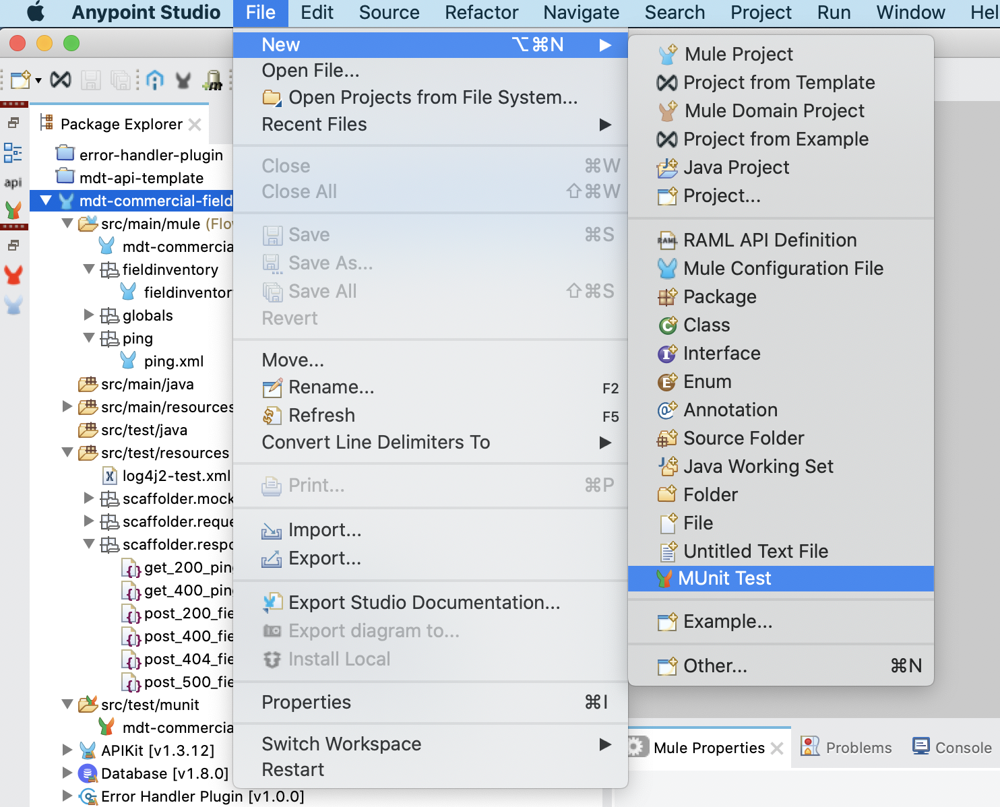 Anypoint Studio File Edit Source Refactor Navigate Search Project Run Window Hel
New ⌥⌘N
Open File...
Open Projects from File System...
Recent Files
Close ⌘W
Close All ⇧⌘W
Save ⌘S
Save As...
Save All ⇧⌘S
Revert
Move...
Rename... F2
Refresh F5
Convert Line Delimiters To
Print... ⌘P
Import...
Export...
Export Studio Documentation...
Export diagram to...
Install Local
Properties ⌘I
Switch Workspace
Restart
Mule Project
Project from Template
Mule Domain Project
Project from Example
Java Project
Project...
RAML API Definition
Mule Configuration File
Package
Class
Interface
Enum
Annotation
Source Folder
Java Working Set
Folder
File
Untitled Text File
MUnit Test
Example...
Other... ⌘N
api
Package Explorer
error-handler-plugin
mdt-api-template
mdt-commercial-field
src/main/mule (Flo
mdt-commercia
fieldinventory
fieldinventor
globals
ping
ping.xml
src/main/java
src/main/resources
src/test/java
src/test/resources
log4j2-test.xml
scaffolder.mock
scaffolder.reque
scaffolder.respo
get_200_pin
get_400_pin
post_200_fie
post_400_fie
post_404_fie
post_500_fie
src/test/munit
mdt-commercia
APIKit [v1.3.12]
Database [v1.8.0]
Error Handler Plugin [v1.0.0]
Mule Properties
Problems
Console